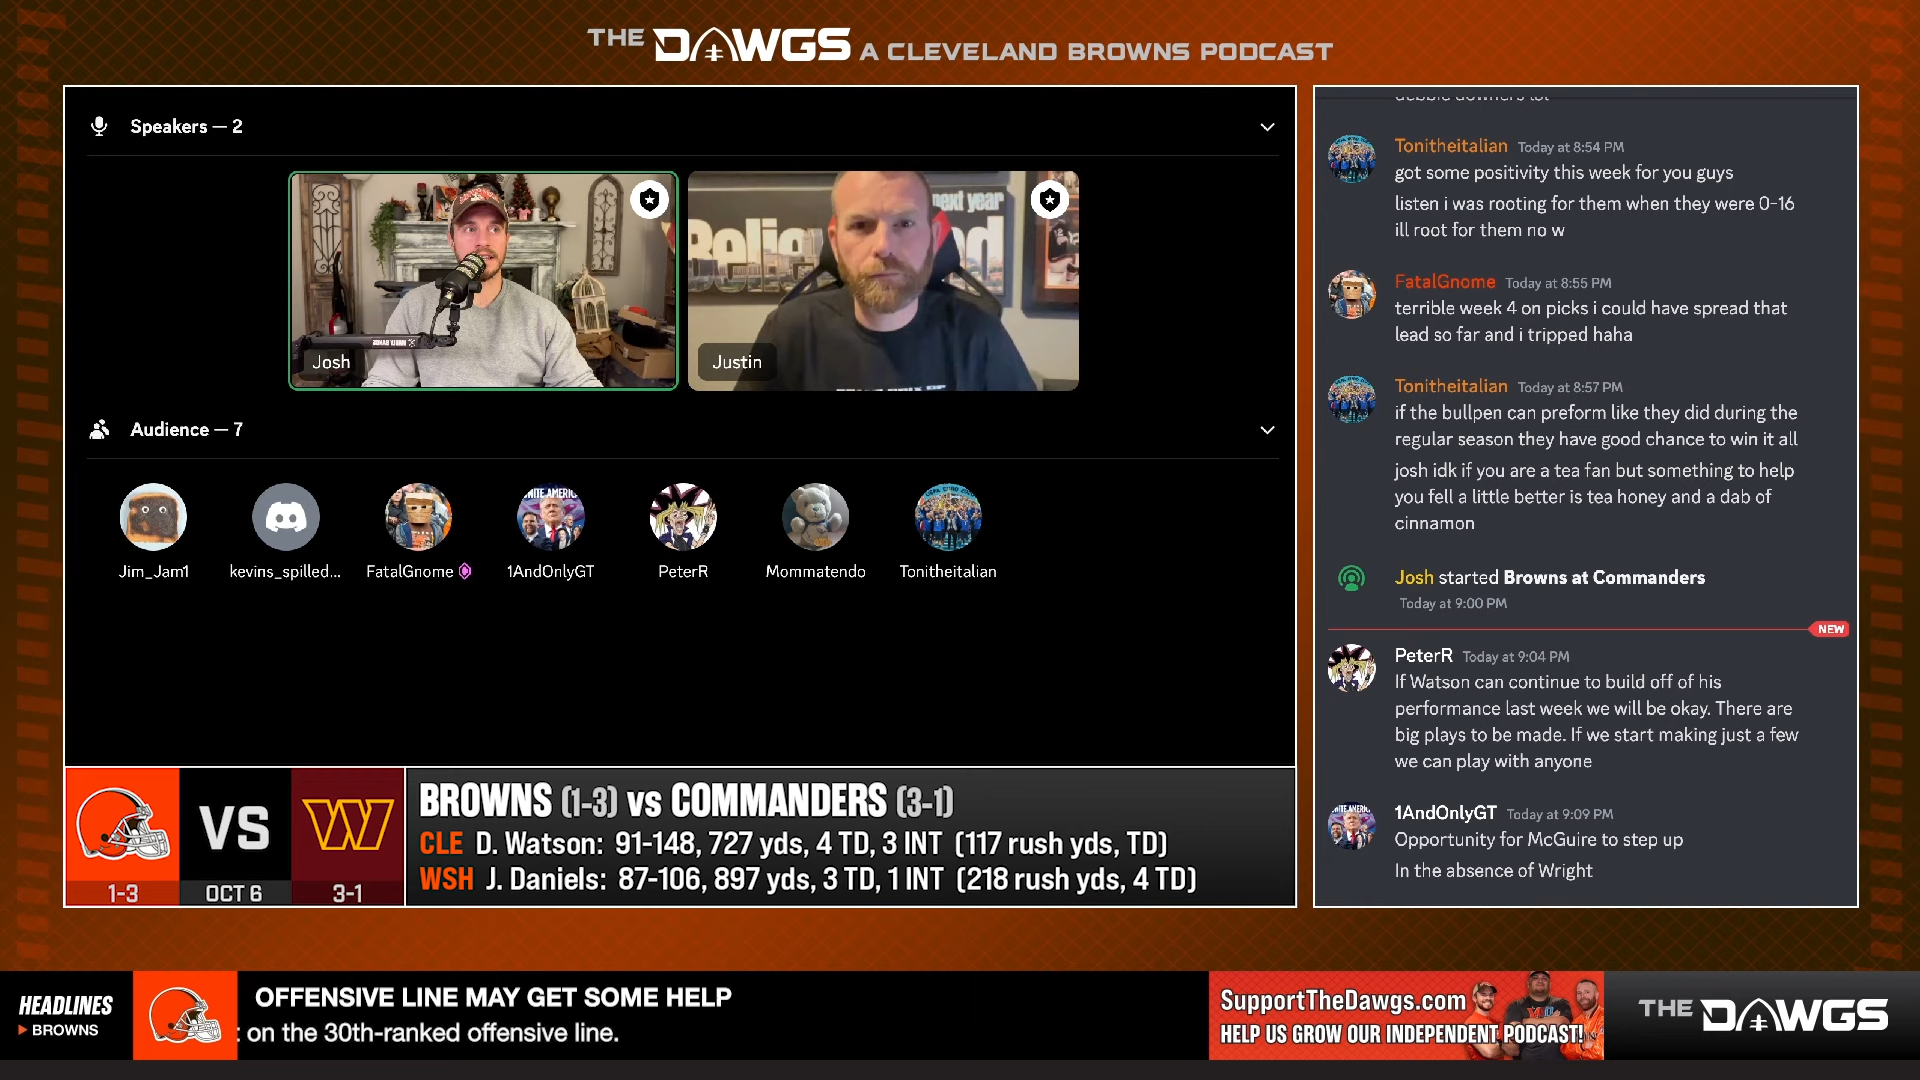 THE DAWGS A CLEVELAND BROWNS PODCAST
Speakers — 2
next year
Josh
Justin
Audience — 7
Jim_Jam1
kevins_spilled...
FatalGnome
1AndOnlyGT
PeterR
Mommatendo
Tonitheitalian
VS
1-3
OCT 6
3-1
BROWNS (1-3) vs COMMANDERS (3-1)
CLE D. Watson: 91-148, 727 yds, 4 TD, 3 INT (117 rush yds, TD)
WSH J. Daniels: 87-106, 897 yds, 3 TD, 1 INT (218 rush yds, 4 TD)
debbie downers lol
Tonitheitalian Today at 8:54 PM
got some positivity this week for you guys
listen i was rooting for them when they were 0-16
ill root for them no w
FatalGnome Today at 8:55 PM
terrible week 4 on picks i could have spread that
lead so far and i tripped haha
Tonitheitalian Today at 8:57 PM
if the bullpen can preform like they did during the
regular season they have good chance to win it all
josh idk if you are a tea fan but something to help
you fell a little better is tea honey and a dab of
cinnamon
Josh started Browns at Commanders
Today at 9:00 PM
NEW
PeterR Today at 9:04 PM
If Watson can continue to build off of his
performance last week we will be okay. There are
big plays to be made. If we start making just a few
we can play with anyone
1AndOnlyGT Today at 9:09 PM
Opportunity for McGuire to step up
In the absence of Wright
HEADLINES
BROWNS
OFFENSIVE LINE MAY GET SOME HELP
on the 30th-ranked offensive line.
SupportTheDawgs.com
HELP US GROW OUR INDEPENDENT PODCAST!
THE DAWGS